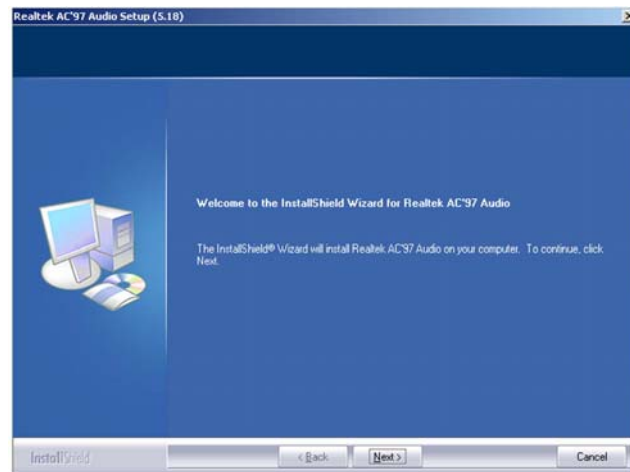 Realtek AC'97 Audio Setup (5.18)
Welcome to the InstallShield Wizard for Realtek AC'97 Audio
The InstallShield® Wizard will install Realtek AC'97 Audio on your computer. To continue, click
Next.
InstallShield
< Back
Next >
Cancel